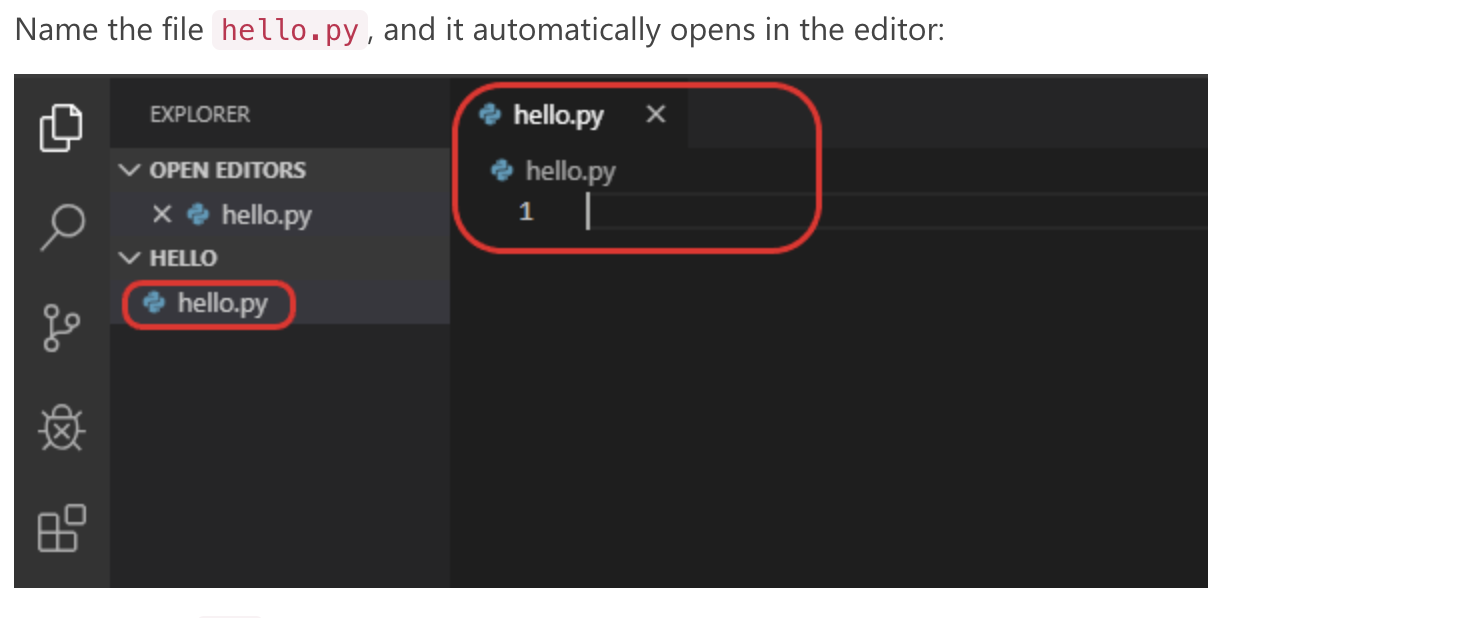 Name the file hello.py, and it automatically opens in the editor:
EXPLORER
OPEN EDITORS
hello.py
HELLO
hello.py
hello.py
hello.py
1